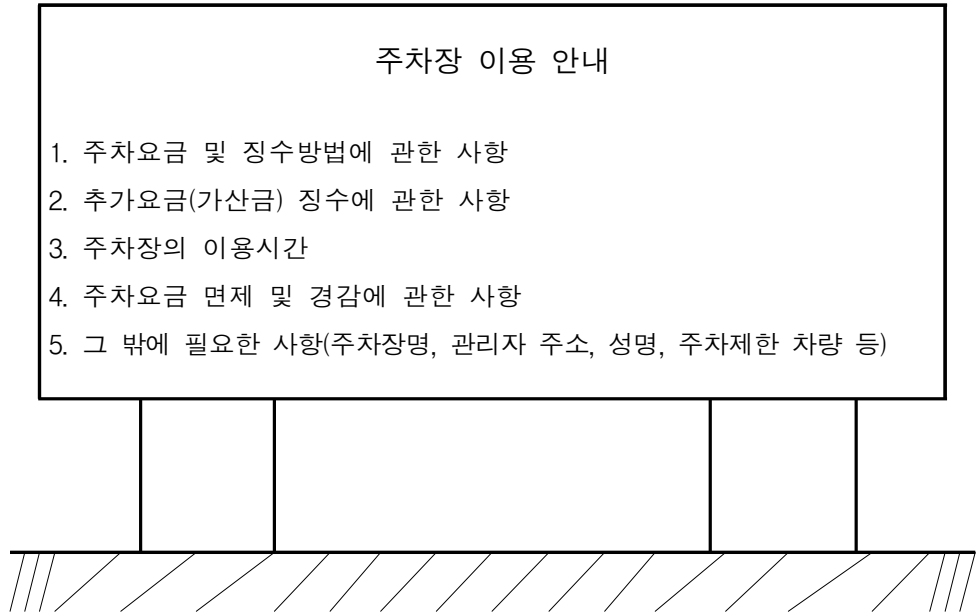 주차장 이용 안내
1. 주차요금 및 징수방법에 관한 사항
2. 추가요금(가산금) 징수에 관한 사항
3. 주차장의 이용시간
4. 주차요금 면제 및 경감에 관한 사항
5. 그 밖에 필요한 사항(주차장명, 관리자 주소, 성명, 주차제한 차량 등)